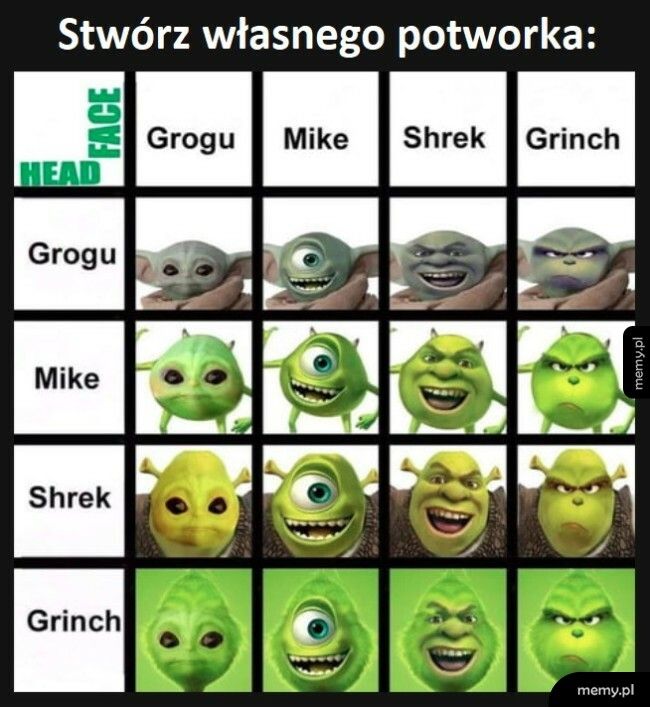 Stwórz własnego potworka:
HEAD FACE Grogu Mike Shrek Grinch
Grogu
Mike
memy.pl
Shrek
Grinch
memy.pl